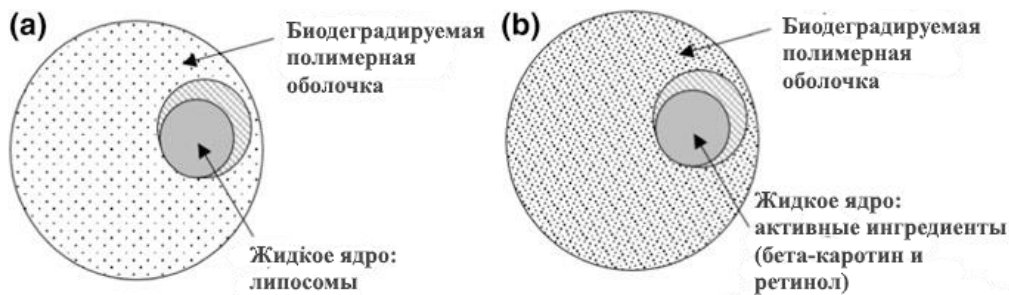 (a)
Биодеградируемая
полимерная
оболочка
Жидкое ядро:
липосомы
(b)
Биодеградируемая
полимерная
оболочка
Жидкое ядро:
активные ингредиенты
(бета-каротин и
ретинол)